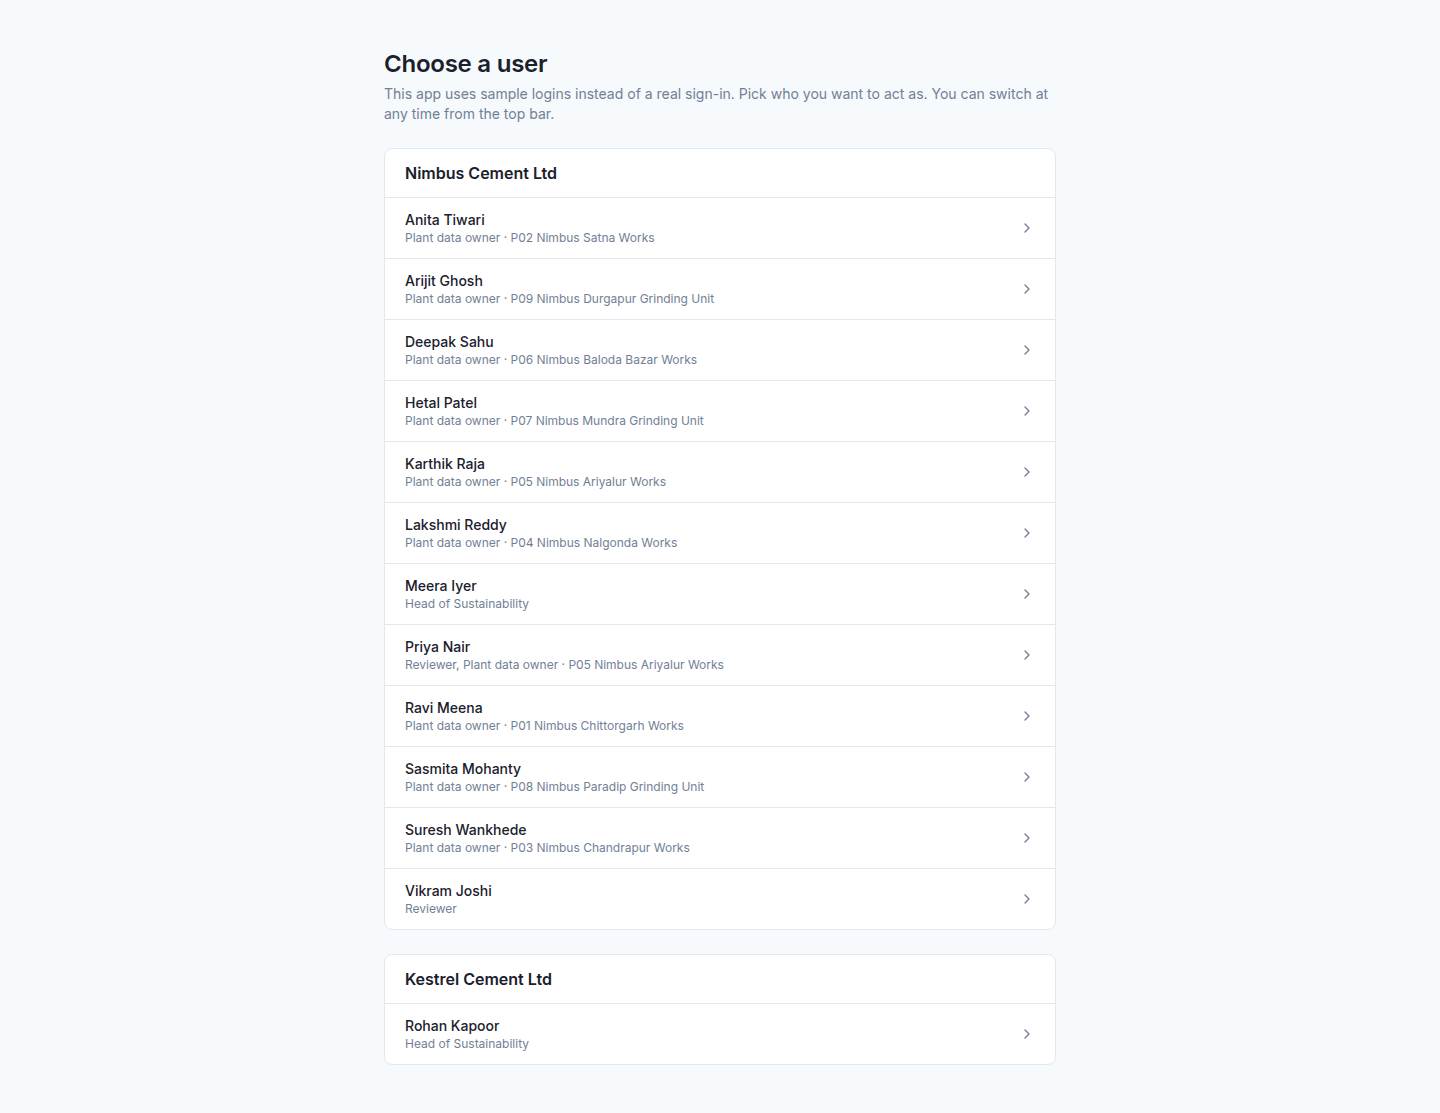 Choose a user
This app uses sample logins instead of a real sign-in. Pick who you want to act as. You can switch at
any time from the top bar.
Nimbus Cement Ltd
Anita Tiwari
Plant data owner · P02 Nimbus Satna Works
Arijit Ghosh
Plant data owner · P09 Nimbus Durgapur Grinding Unit
Deepak Sahu
Plant data owner · P06 Nimbus Baloda Bazar Works
Hetal Patel
Plant data owner · P07 Nimbus Mundra Grinding Unit
Karthik Raja
Plant data owner · P05 Nimbus Ariyalur Works
Lakshmi Reddy
Plant data owner · P04 Nimbus Nalgonda Works
Meera Iyer
Head of Sustainability
Priya Nair
Reviewer, Plant data owner · P05 Nimbus Ariyalur Works
Ravi Meena
Plant data owner · P01 Nimbus Chittorgarh Works
Sasmita Mohanty
Plant data owner · P08 Nimbus Paradip Grinding Unit
Suresh Wankhede
Plant data owner · P03 Nimbus Chandrapur Works
Vikram Joshi
Reviewer
Kestrel Cement Ltd
Rohan Kapoor
Head of Sustainability